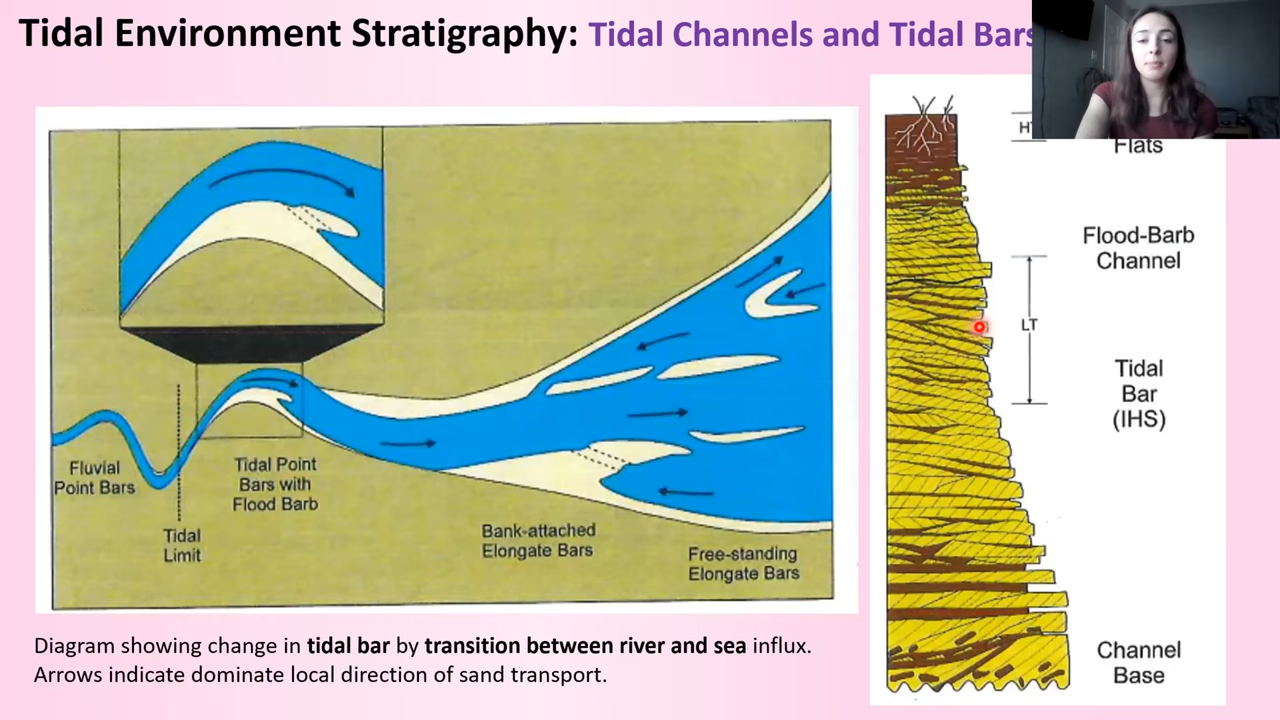 Tidal Environment Stratigraphy: Tidal Channels and Tidal Bars
Fluvial
Point Bars
Tidal
Limit
Tidal Point
Bars with
Flood Barb
Bank-attached
Elongate Bars
Free-standing
Elongate Bars
Diagram showing change in tidal bar by transition between river and sea influx.
Arrows indicate dominate local direction of sand transport.
Flats
Flood-Barb
Channel
LT
Tidal
Bar
(IHS)
Channel
Base